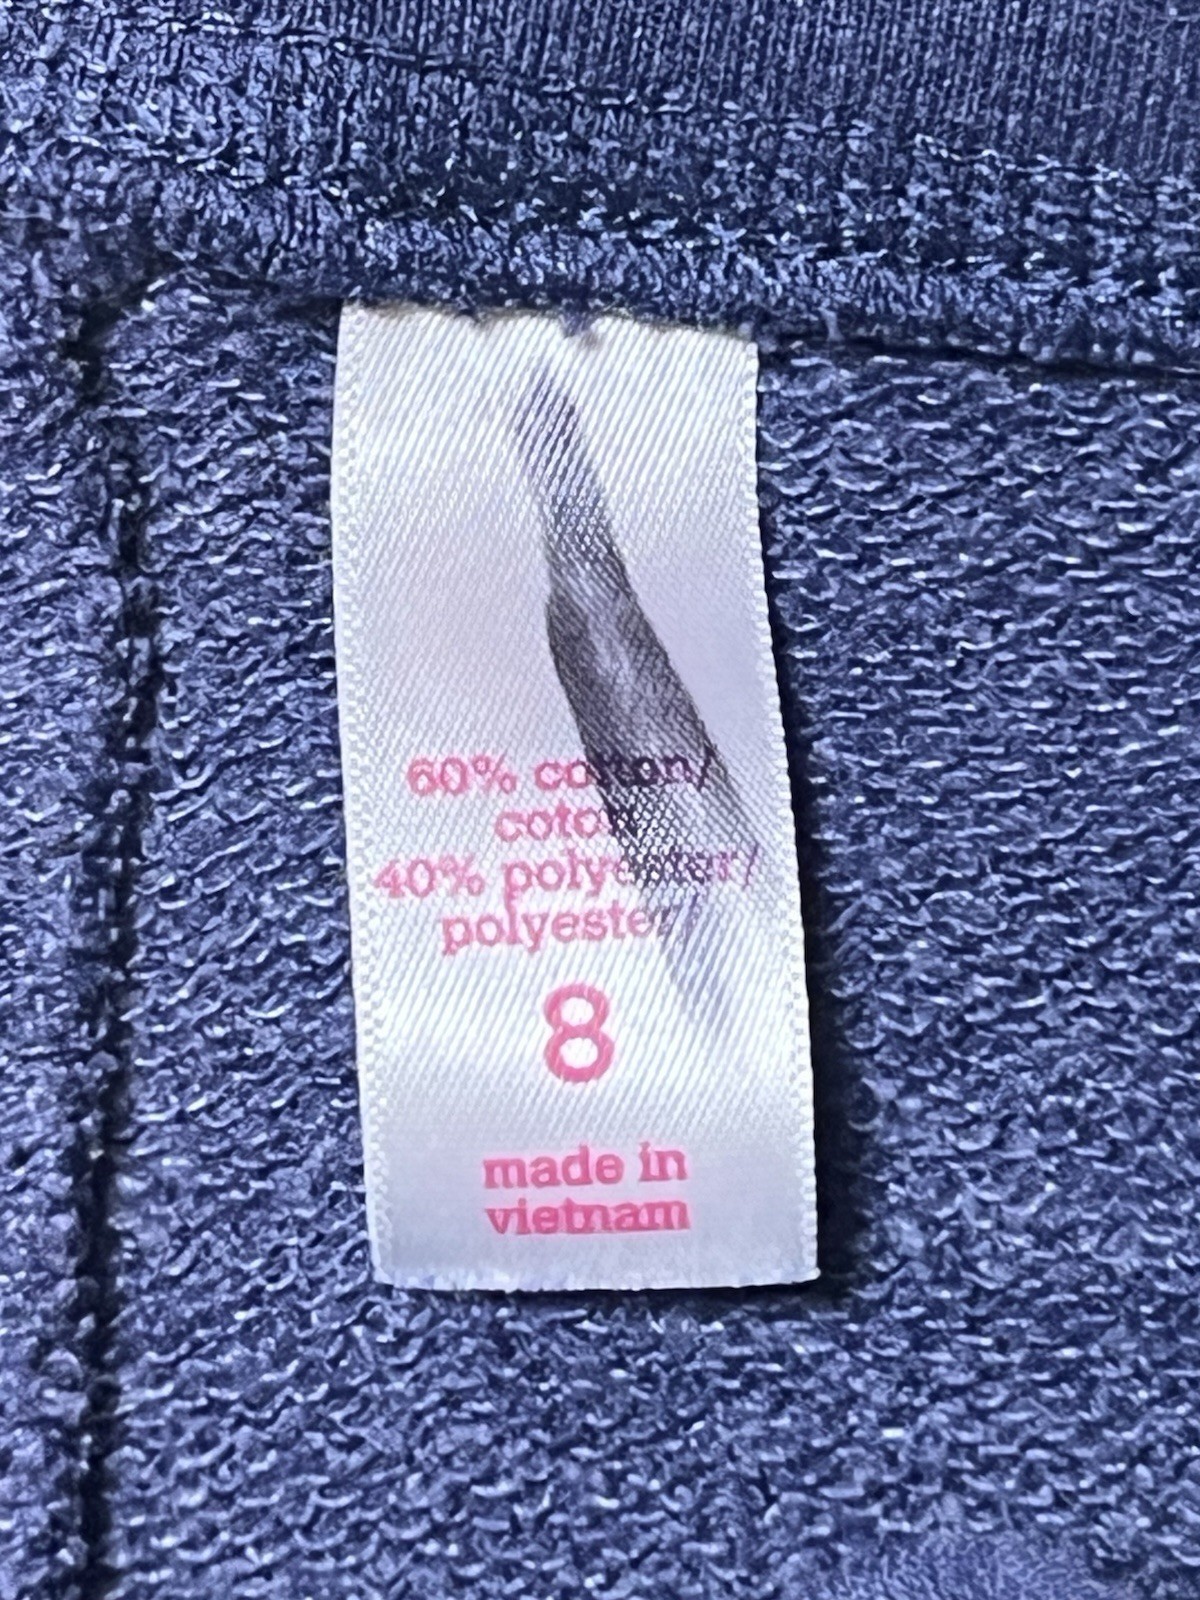 60% cotton/
coton
40% polyester/
polyester
8
made in
vietnam